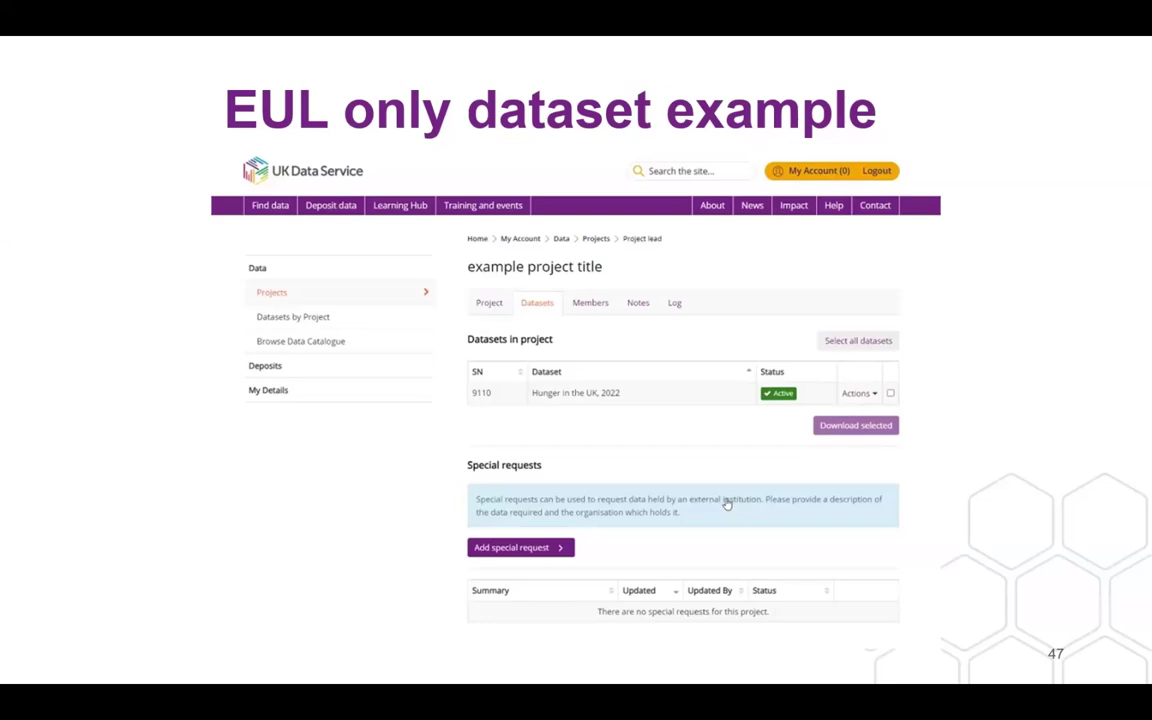 EUL only dataset example
UK Data Service
Search the site...
My Account (0) Logout
Find data Deposit data Learning Hub Training and events About News Impact Help Contact
Home > My Account > Data > Projects > Project lead
Data
Projects
Datasets by Project
Browse Data Catalogue
Deposits
My Details
example project title
Project Datasets Members Notes Log
Datasets in project
Select all datasets
SN Dataset Status
9110 Hunger in the UK, 2022 Active Actions
Download selected
Special requests
Special requests can be used to request data held by an external institution. Please provide a description of
the data required and the organisation which holds it.
Add special request
Summary Updated Updated By Status
There are no special requests for this project.
47